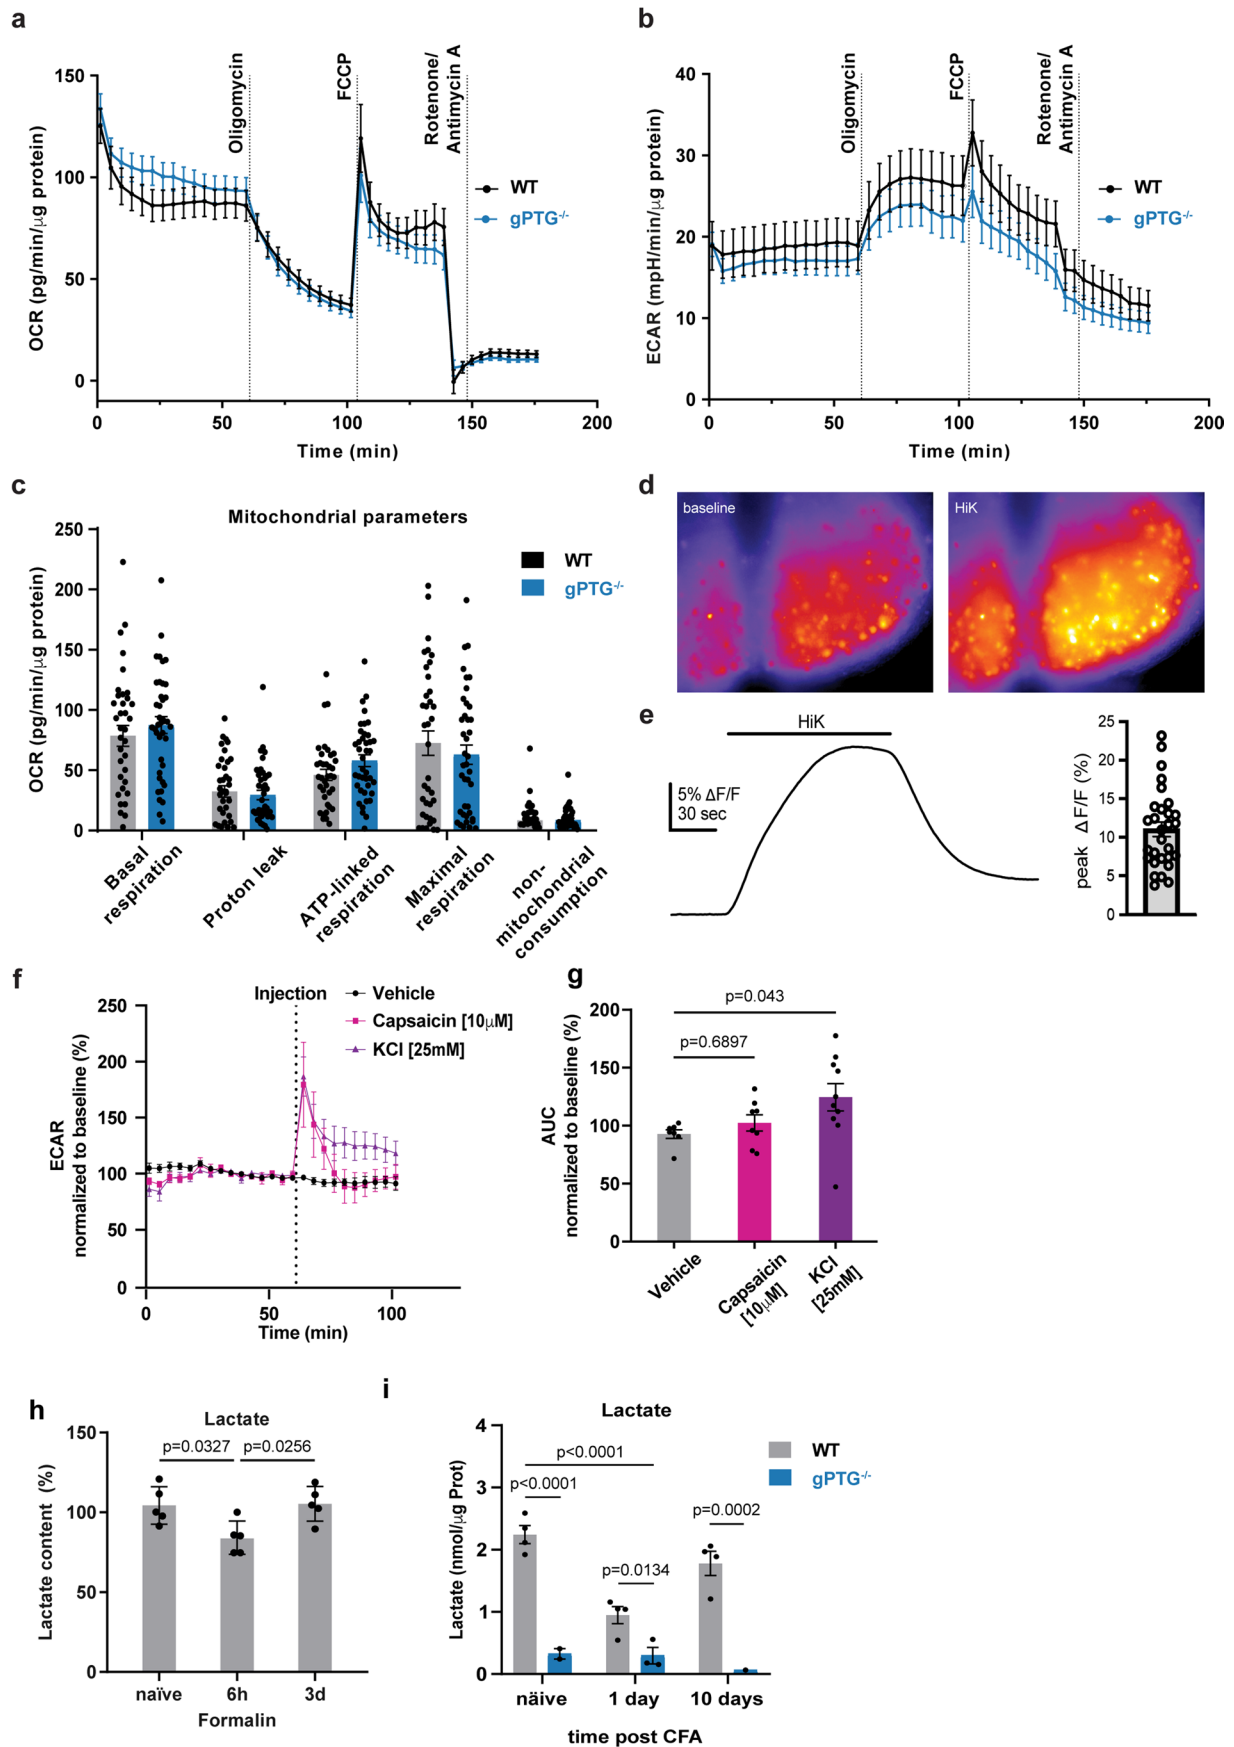 a
150
100
50
0
OCR (pg/min/μg protein)
0
50
100
150
200
Time (min)
Oligomycin
FCCP
Rotenone/
Antimycin A
WT
gPTG-/-
b
40
30
20
10
0
ECAR (mpH/min/μg protein)
0
50
100
150
200
Time (min)
Oligomycin
FCCP
Rotenone/
Antimycin A
WT
gPTG-/-
c
Mitochondrial parameters
250
200
150
100
50
0
OCR (pg/min/μg protein)
WT
gPTG-/-
Basal
respiration
Proton leak
ATP-linked
respiration
Maximal
respiration
non-
mitochondrial
consumption
d
baseline
HiK
e
HiK
5% ΔF/F
30 sec
25
20
15
10
5
0
peak ΔF/F (%)
f
Injection
Vehicle
Capsaicin [10μM]
KCl [25mM]
250
200
150
100
50
0
ECAR
normalized to baseline (%)
0
50
100
Time (min)
g
p=0.043
p=0.6897
200
150
100
50
0
AUC
normalized to baseline (%)
Vehicle
Capsaicin
[10μM]
KCl
[25mM]
h
Lactate
p=0.0327
p=0.0256
150
100
50
0
Lactate content (%)
naïve
6h
3d
Formalin
i
Lactate
4
3
2
1
0
Lactate (nmol/μg Prot)
p<0.0001
p<0.0001
p=0.0134
p=0.0002
WT
gPTG-/-
näive
1 day
10 days
time post CFA